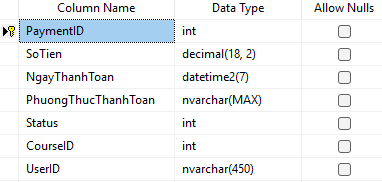 Column Name Data Type Allow Nulls
PaymentID int
SoTien decimal(18, 2)
NgayThanhToan datetime2(7)
PhuongThucThanhToan nvarchar(MAX)
Status int
CourseID int
UserID nvarchar(450)